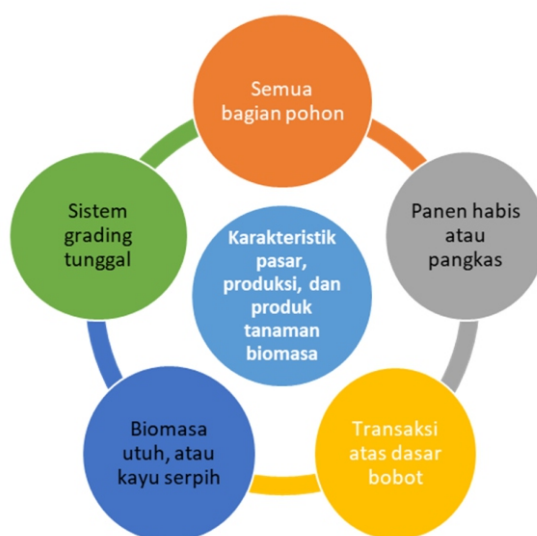 Semua
bagian pohon
Panen habis
atau
pangkas
Transaksi
atas dasar
bobot
Biomasa
utuh, atau
kayu serpih
Sistem
grading
tunggal
Karakteristik
pasar,
produksi, dan
produk
tanaman
biomasa